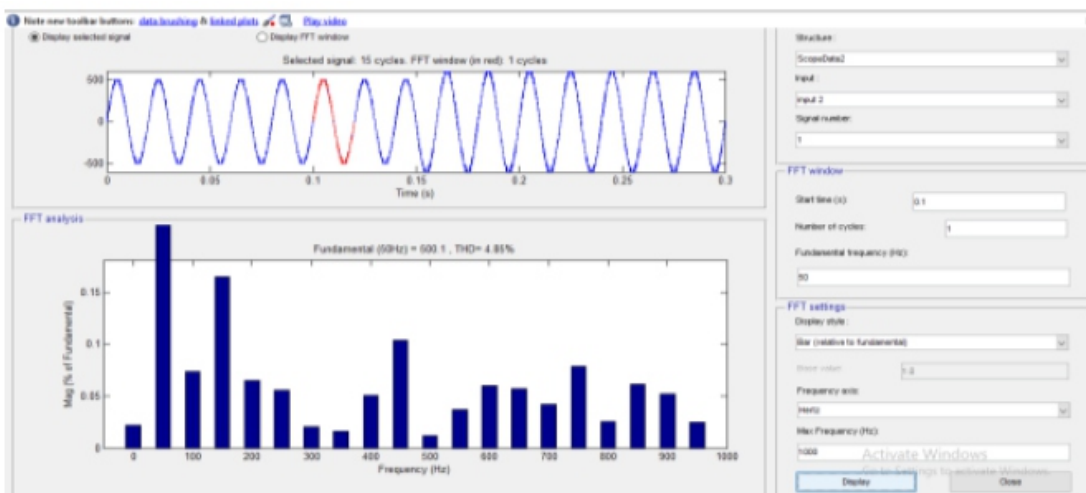 Note new toolbar buttons: data brushing & linked plots Play video
Display selected signal
Display FFT window
Selected signal: 15 cycles. FFT window (in red): 1 cycles
500
0
-500
0
0.05
0.1
0.15
0.2
0.25
0.3
Time (s)
FFT analysis
Fundamental (50Hz) = 500.1 , THD= 4.85%
0.15
0.1
0.05
0
Mag (% of Fundamental)
0
100
200
300
400
500
600
700
800
900
1000
Frequency (Hz)
Structure :
ScopeData2
Input :
input 2
Signal number:
1
FFT window
Start time (s):
0.1
Number of cycles:
1
Fundamental frequency (Hz):
50
FFT settings
Display style :
Bar (relative to fundamental)
Base value:
1.0
Frequency axis:
Hertz
Max Frequency (Hz):
1000
Activate Windows
Go to Settings to activate Windows.
Display
Close